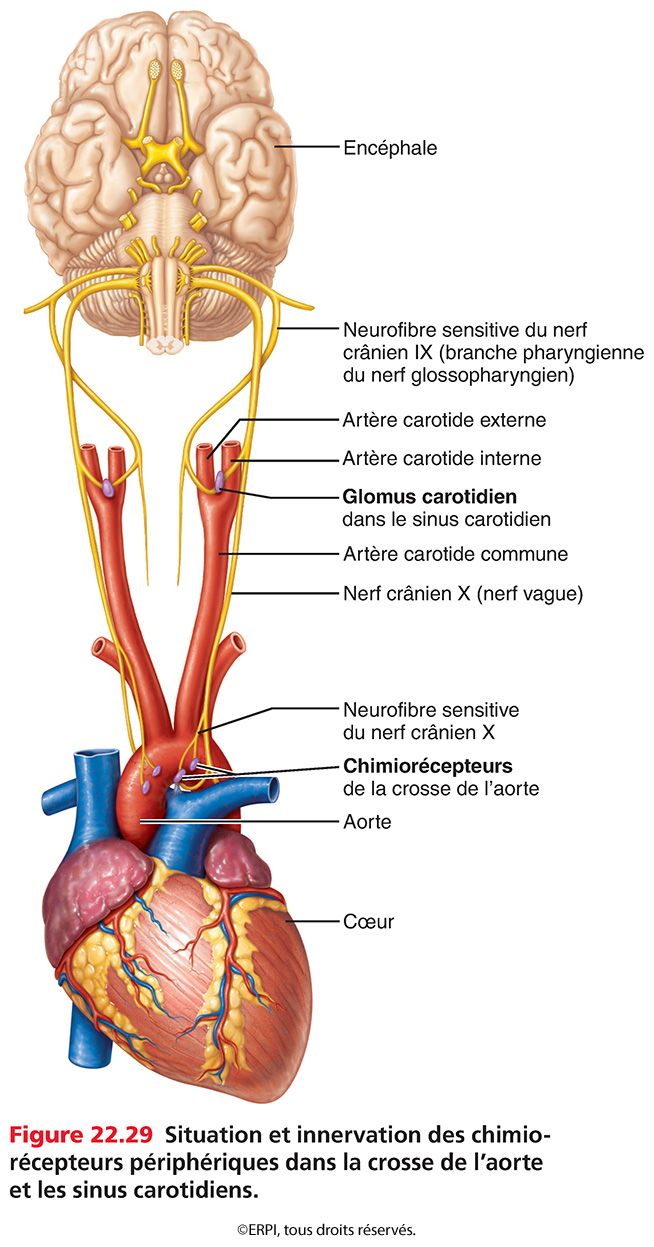 Encéphale
Neurofibre sensitive du nerf
crânien IX (branche pharyngienne
du nerf glossopharyngien)
Artère carotide externe
Artère carotide interne
Glomus carotidien
dans le sinus carotidien
Artère carotide commune
Nerf crânien X (nerf vague)
Neurofibre sensitive
du nerf crânien X
Chimiorécepteurs
de la crosse de l’aorte
Aorte
Cœur
Figure 22.29 Situation et innervation des chimio-
récepteurs périphériques dans la crosse de l’aorte
et les sinus carotidiens.
©ERPI, tous droits réservés.